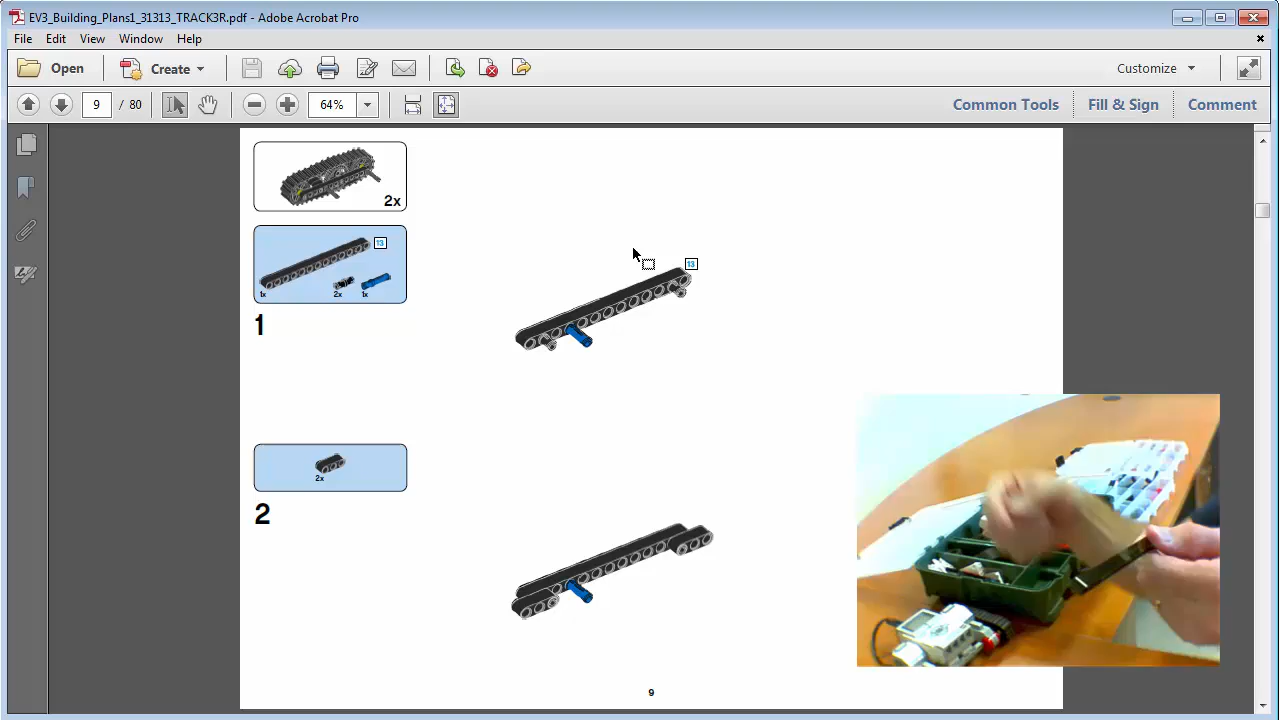 EV3_Building_Plans1_31313_TRACK3R.pdf - Adobe Acrobat Pro
File Edit View Window Help
Open Create Customize
9 / 80 64% Common Tools Fill & Sign Comment
2x
13
1x 2x 1x
13
1
2x
2
9